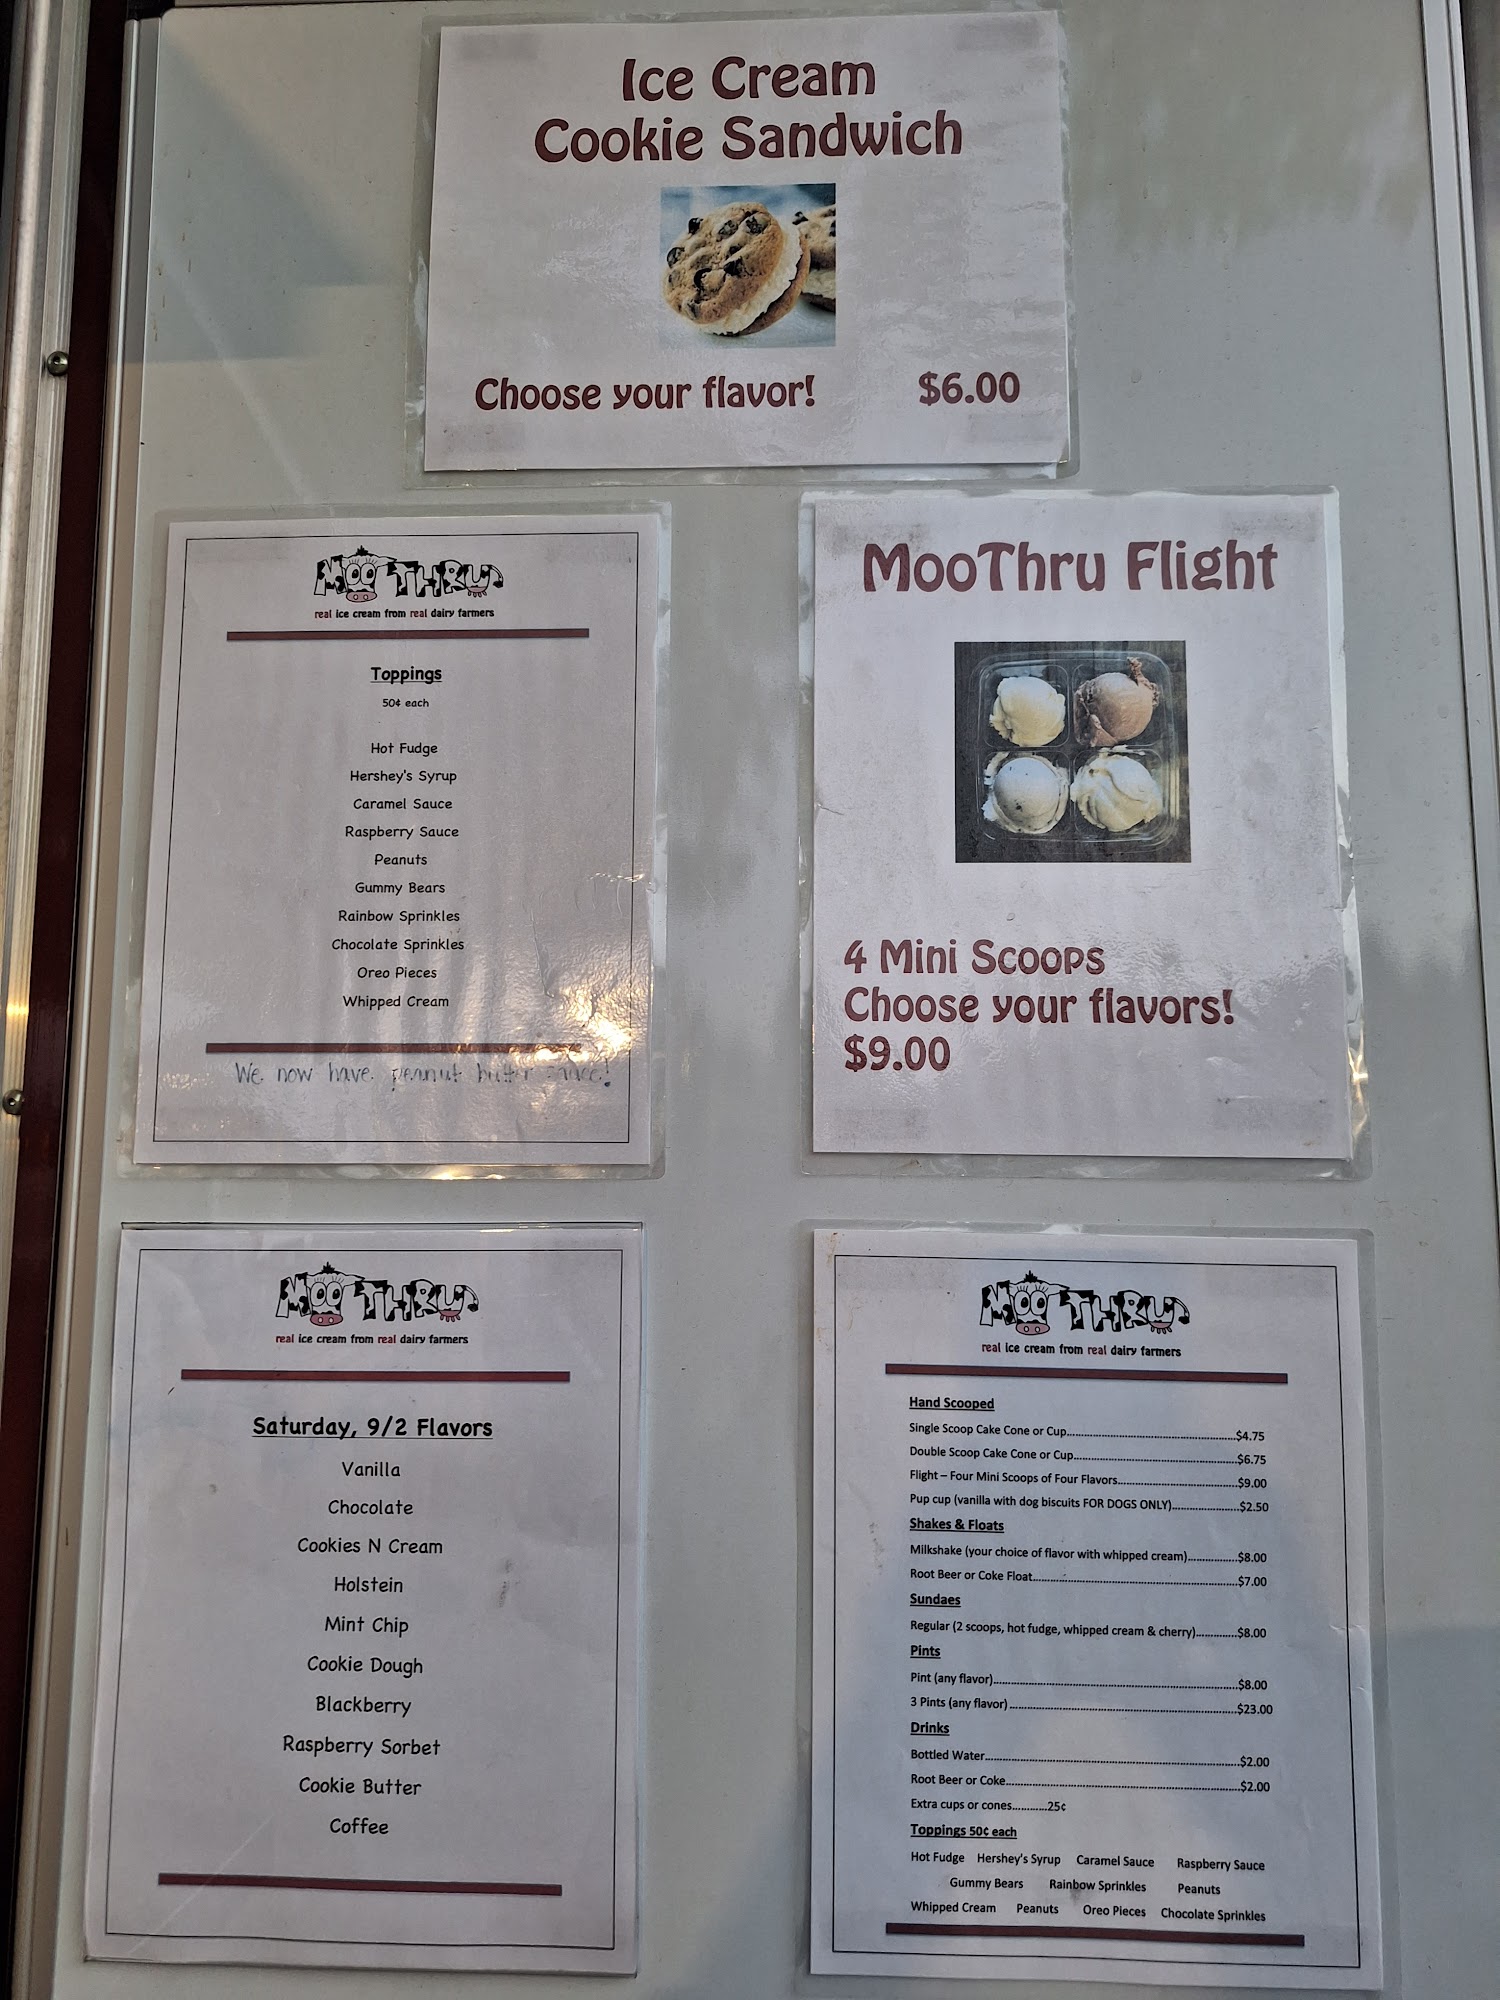 Ice Cream
Cookie Sandwich
Choose your flavor! $6.00
MOO THRU
real ice cream from real dairy farmers
Toppings
50¢ each
Hot Fudge
Hershey's Syrup
Caramel Sauce
Raspberry Sauce
Peanuts
Gummy Bears
Rainbow Sprinkles
Chocolate Sprinkles
Oreo Pieces
Whipped Cream
We now have peanut butter sauce!
MooThru Flight
4 Mini Scoops
Choose your flavors!
$9.00
MOO THRU
real ice cream from real dairy farmers
Saturday, 9/2 Flavors
Vanilla
Chocolate
Cookies N Cream
Holstein
Mint Chip
Cookie Dough
Blackberry
Raspberry Sorbet
Cookie Butter
Coffee
MOO THRU
real ice cream from real dairy farmers
Hand Scooped
Single Scoop Cake Cone or Cup.....$4.75
Double Scoop Cake Cone or Cup.....$6.75
Flight – Four Mini Scoops of Four Flavors.....$9.00
Pup cup (vanilla with dog biscuits FOR DOGS ONLY).....$2.50
Shakes & Floats
Milkshake (your choice of flavor with whipped cream).....$8.00
Root Beer or Coke Float.....$7.00
Sundaes
Regular (2 scoops, hot fudge, whipped cream & cherry).....$8.00
Pints
Pint (any flavor).....$8.00
3 Pints (any flavor).....$23.00
Drinks
Bottled Water.....$2.00
Root Beer or Coke.....$2.00
Extra cups or cones.....25¢
Toppings 50¢ each
Hot Fudge Hershey's Syrup Caramel Sauce Raspberry Sauce
Gummy Bears Rainbow Sprinkles Peanuts
Whipped Cream Peanuts Oreo Pieces Chocolate Sprinkles